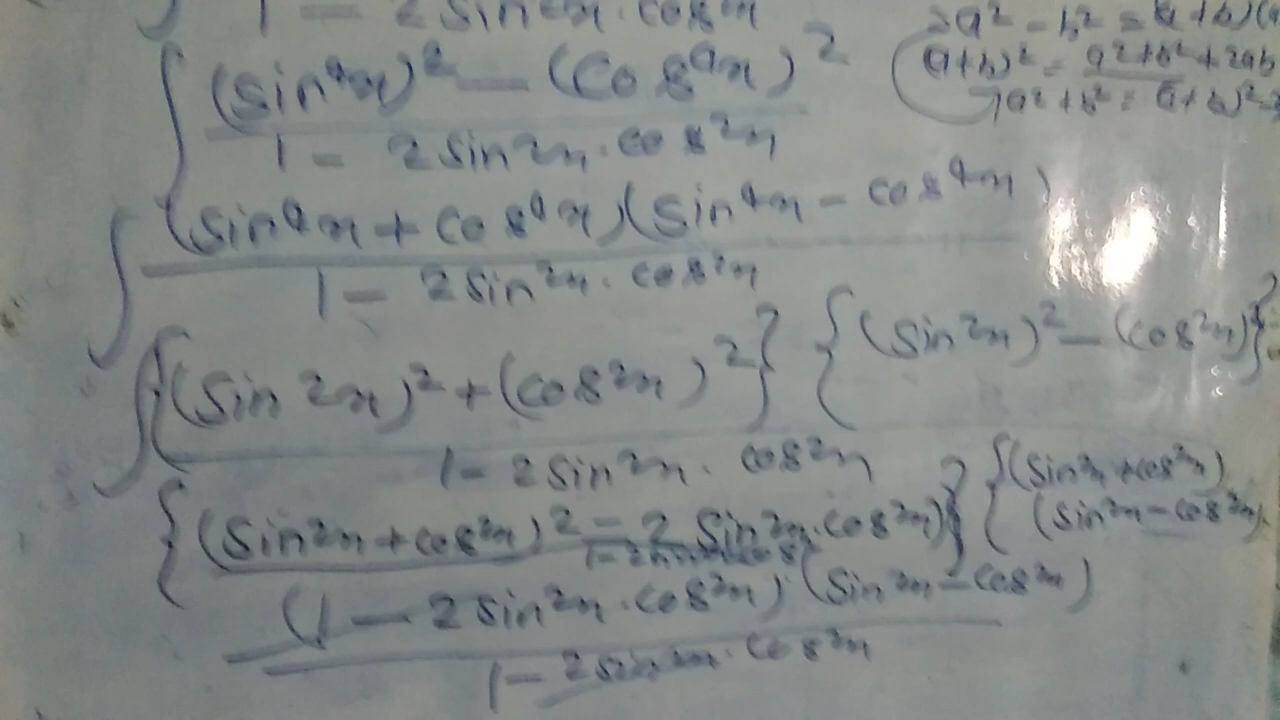 1 — 2 sin²x . cos²x
∫ (sin⁴x)² — (cos⁴x)²
1 — 2 sin²x . cos²x
∫ (sin⁴x + cos⁴x)(sin⁴x - cos⁴x)
1 — 2 sin²x . cos²x
∫ {(sin²x)² + (cos²x)²} {(sin²x)² - (cos²x)²}
1 - 2 sin²x . cos²x
{(sin²x + cos²x)² - 2 sin²x . cos²x)} {(sin²x + cos²x)
(sin²x - cos²x)
(1 — 2 sin²x . cos²x) (sin²x - cos²x)
1 - 2 sin²x . cos²x
a² - b² = (a + b)
(a+b)² = a² + b² + 2ab
a² + b² = (a + b)² -